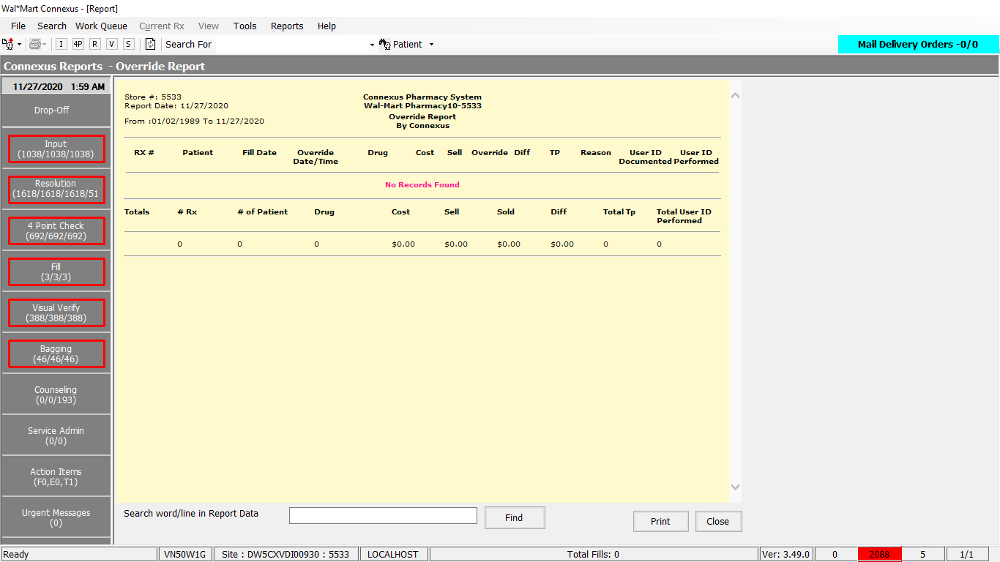 Wal*Mart Connexus - [Report]
File Search Work Queue Current Rx View Tools Reports Help
I 4P R V S Search For Patient Mail Delivery Orders -0/0
Connexus Reports - Override Report
11/27/2020 1:59 AM
Drop-Off
Input
(1038/1038/1038)
Resolution
(1618/1618/1618/51
4 Point Check
(692/692/692)
Fill
(3/3/3)
Visual Verify
(388/388/388)
Bagging
(46/46/46)
Counseling
(0/0/193)
Service Admin
(0/0)
Action Items
(F0,E0,T1)
Urgent Messages
(0)
Store #: 5533
Report Date: 11/27/2020
From :01/02/1989 To 11/27/2020
Connexus Pharmacy System
Wal-Mart Pharmacy10-5533
Override Report
By Connexus
RX # Patient Fill Date Override Date/Time Drug Cost Sell Override Diff TP Reason User ID Documented User ID Performed
No Records Found
Totals # Rx # of Patient Drug Cost Sell Sold Diff Total Tp Total User ID Performed
0 0 0 $0.00 $0.00 $0.00 $0.00 0 0
Search word/line in Report Data Find Print Close
Ready VN50W1G Site : DW5CXVDI00930 : 5533 LOCALHOST Total Fills: 0 Ver: 3.49.0 0 2088 5 1/1